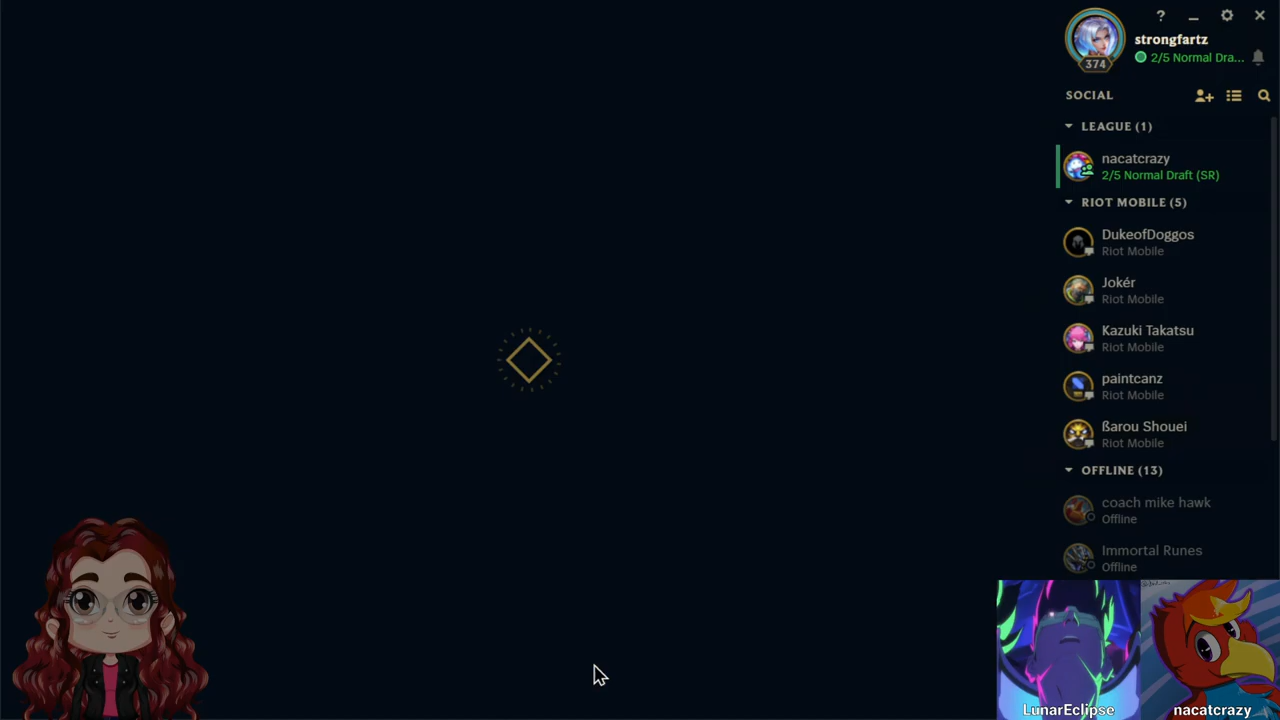 ?
strongfartz
2/5 Normal Dra...
374
SOCIAL
LEAGUE (1)
nacatcrazy
2/5 Normal Draft (SR)
RIOT MOBILE (5)
DukeofDoggos
Riot Mobile
Jokér
Riot Mobile
Kazuki Takatsu
Riot Mobile
paintcanz
Riot Mobile
ßarou Shouei
Riot Mobile
OFFLINE (13)
coach mike hawk
Offline
Immortal Runes
Offline
LunarEclipse
nacatcrazy